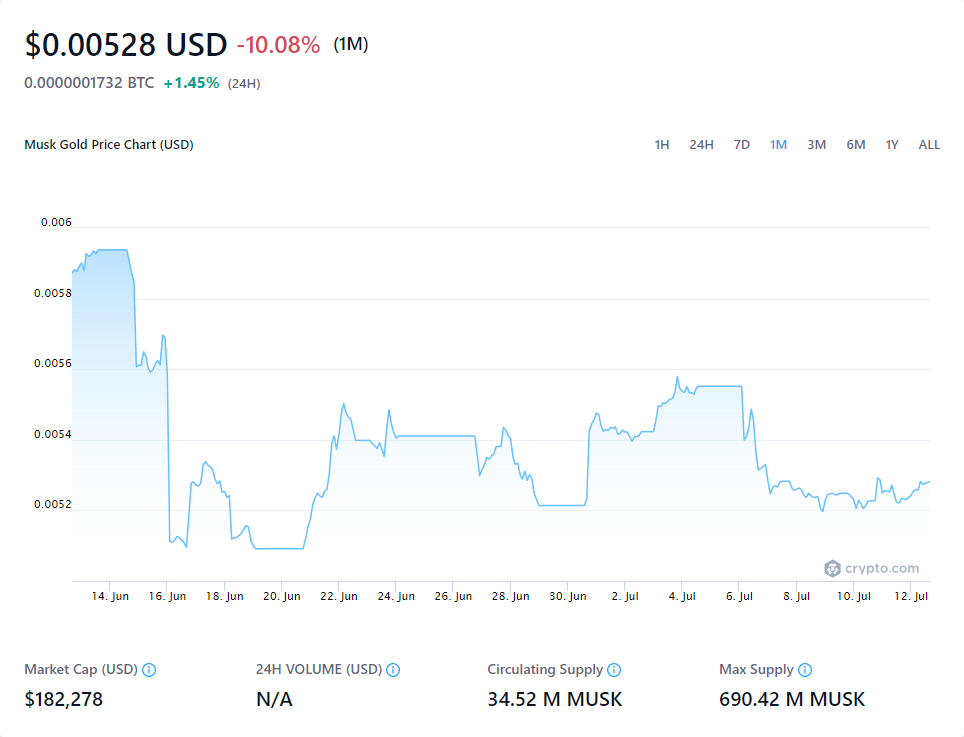 $0.00528 USD -10.08% (1M)
0.0000001732 BTC +1.45% (24H)
Musk Gold Price Chart (USD)
1H 24H 7D 1M 3M 6M 1Y ALL
0.006
0.0058
0.0056
0.0054
0.0052
crypto.com
14. Jun 16. Jun 18. Jun 20. Jun 22. Jun 24. Jun 26. Jun 28. Jun 30. Jun 2. Jul 4. Jul 6. Jul 8. Jul 10. Jul 12. Jul
Market Cap (USD) 24H VOLUME (USD) Circulating Supply Max Supply
$182,278 N/A 34.52 M MUSK 690.42 M MUSK